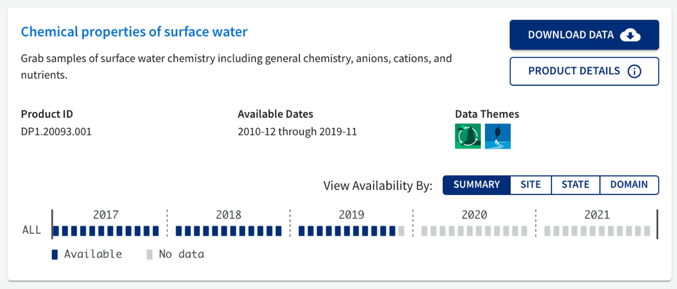 Chemical properties of surface water
DOWNLOAD DATA
Grab samples of surface water chemistry including general chemistry, anions, cations, and
nutrients.
PRODUCT DETAILS
Product ID
DP1.20093.001
Available Dates
2010-12 through 2019-11
Data Themes
View Availability By:
SUMMARY
SITE
STATE
DOMAIN
2017
2018
2019
2020
2021
ALL
Available
No data